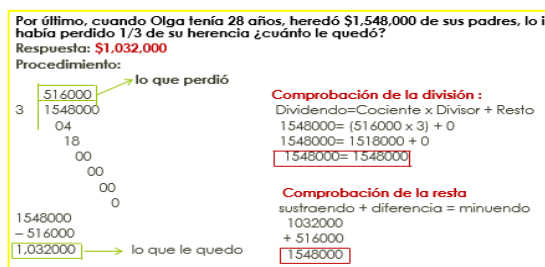 Por último, cuando Olga tenía 28 años, heredó $1,548,000 de sus padres, lo i
había perdido 1/3 de su herencia ¿cuánto le quedó?
Respuesta: $1,032,000
Procedimiento:
lo que perdió
516000
3 1548000
04
18
00
00
00
0
1548000
– 516000
1,032000 lo que le quedo
Comprobación de la división :
Dividendo=Cociente x Divisor + Resto
1548000= (516000 x 3) + 0
1548000= 1518000 + 0
1548000= 1548000
Comprobación de la resta
sustraendo + diferencia = minuendo
1032000
+ 516000
1548000